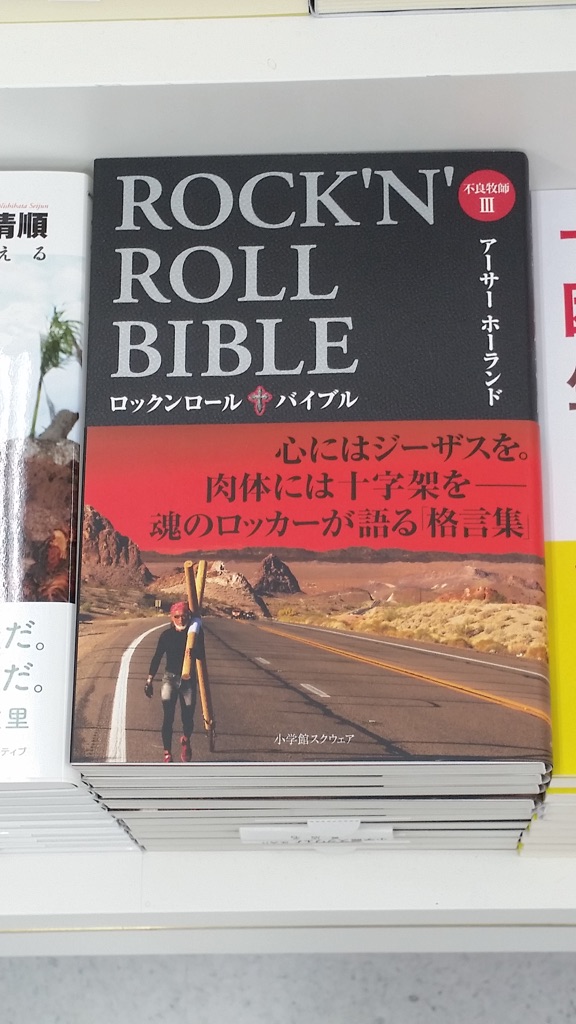 ROCK'N'
ROLL
BIBLE
ロックンロール バイブル
不良牧師
III
アーサー ホーランド
心にはジーザスを。
肉体には十字架を——
魂のロッカーが語る「格言集」
小学館スクウェア
Nishihata Seijun
清順
える
だ。
だ。
里
ティブ